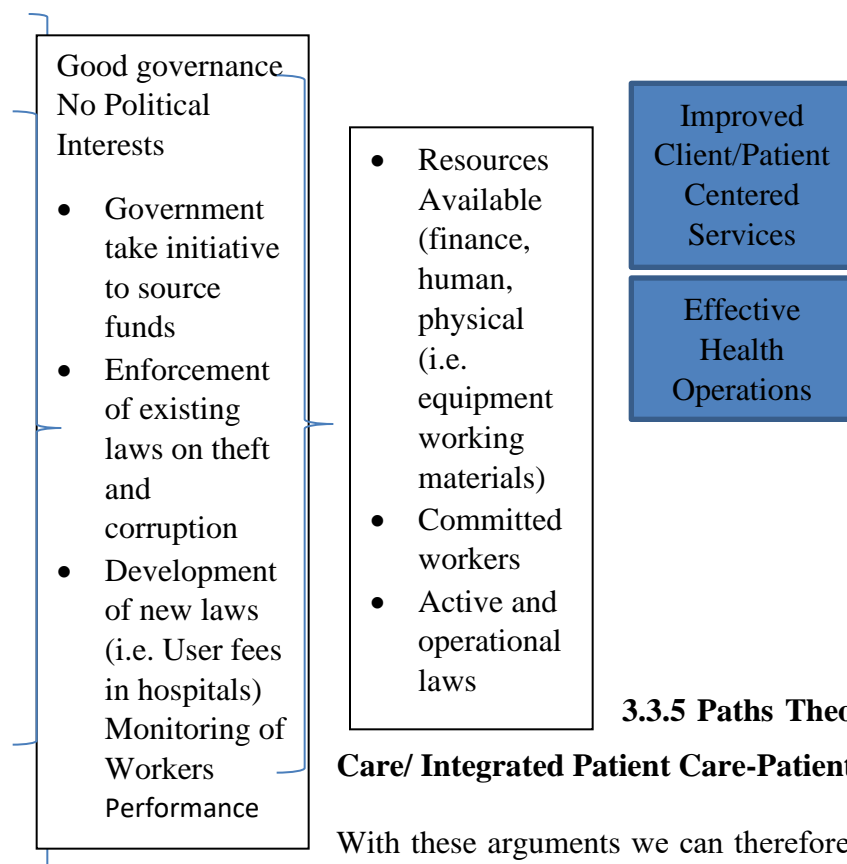 Good governance
No Political
Interests
• Government
take initiative
to source
funds
• Enforcement
of existing
laws on theft
and
corruption
• Development
of new laws
(i.e. User fees
in hospitals)
Monitoring of
Workers
Performance
• Resources
Available
(finance,
human,
physical
(i.e.
equipment
working
materials)
• Committed
workers
• Active and
operational
laws
Improved
Client/Patient
Centered
Services
Effective
Health
Operations
3.3.5 Paths Theo
Care/ Integrated Patient Care-Patient
With these arguments we can therefore